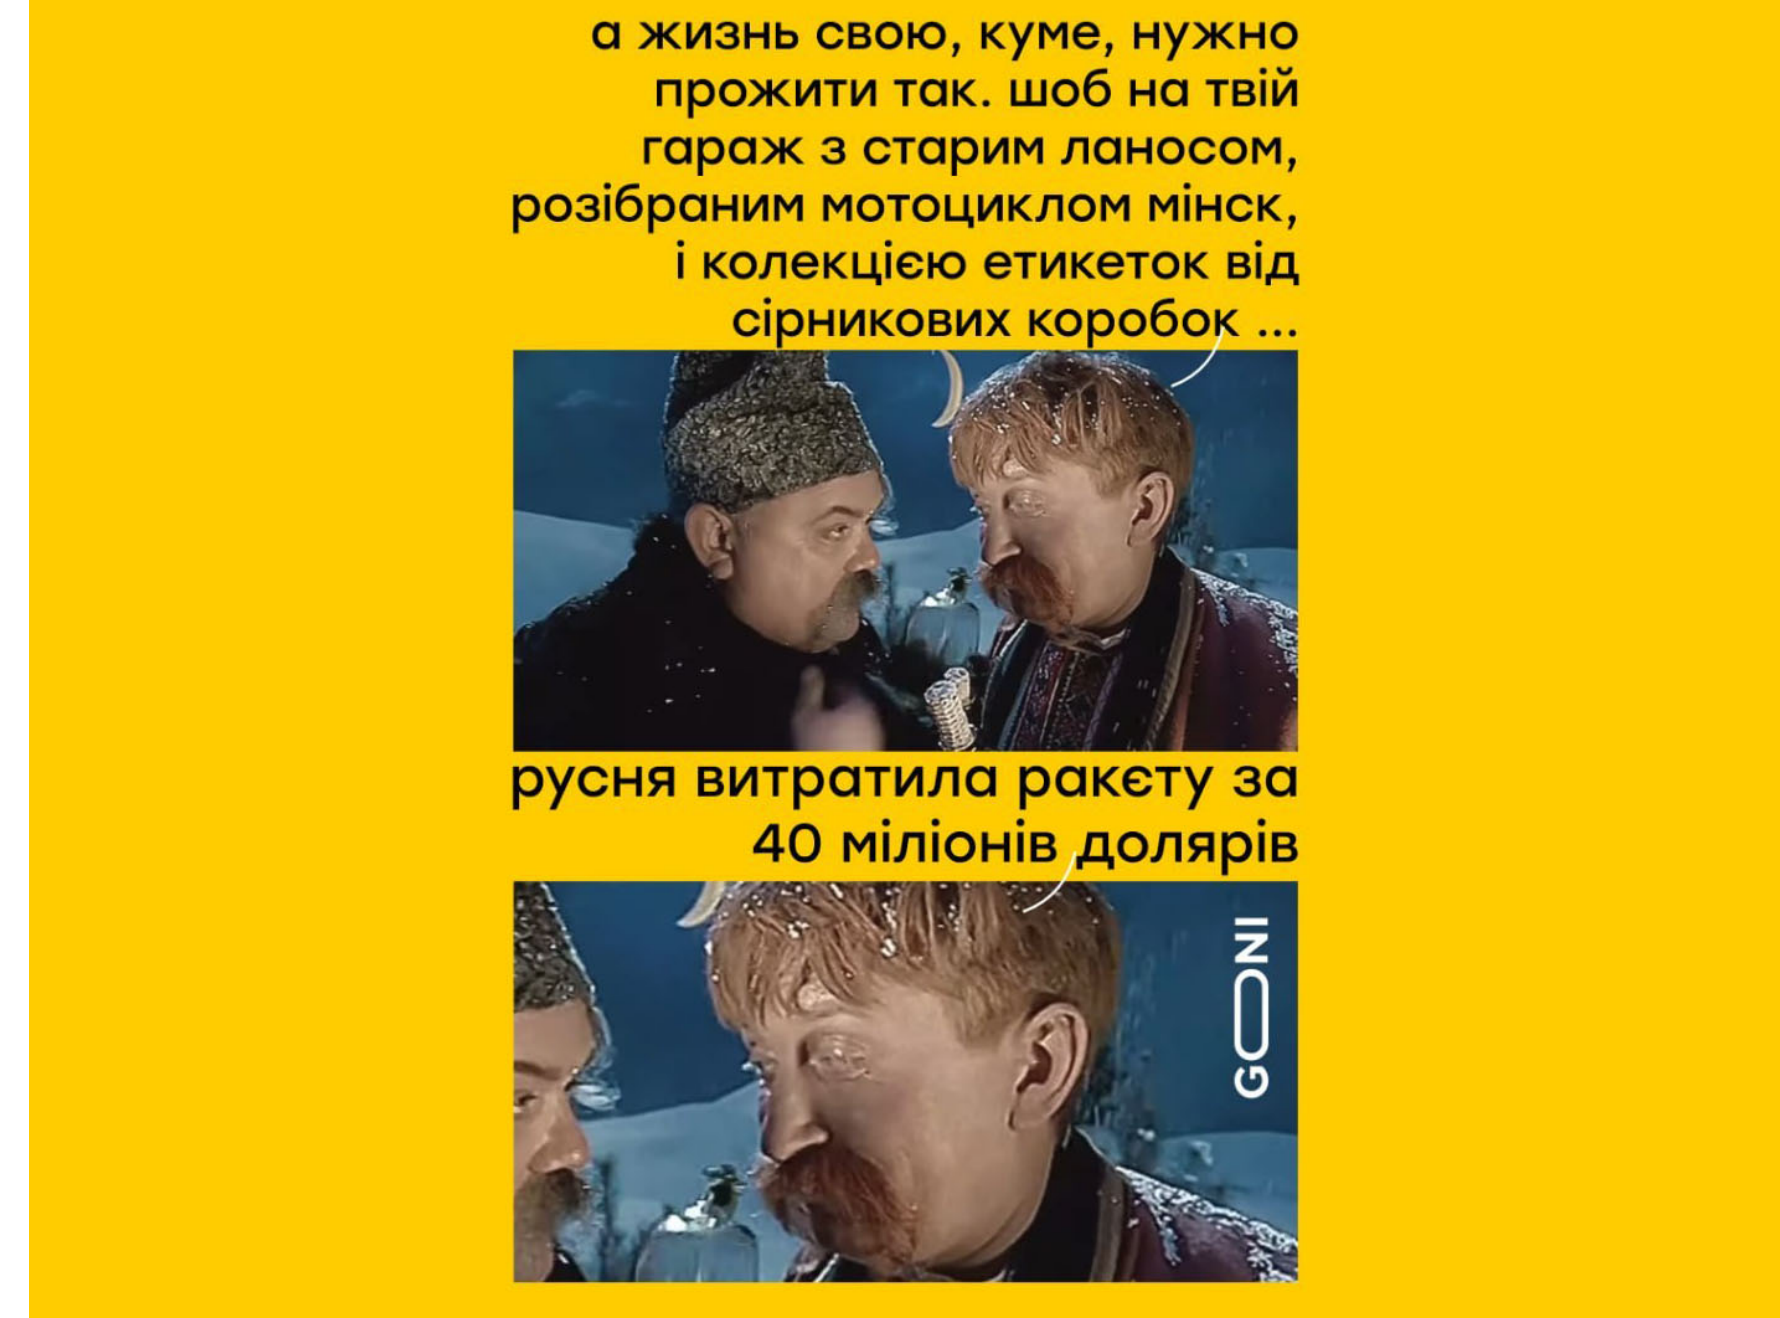 а жизнь свою, куме, нужно
прожити так. шоб на твій
гараж з старим ланосом,
розібраним мотоциклом мінск,
і колекцією етикеток від
сірникових коробок ...
русня витратила ракєту за
40 міліонів долярів
GONI